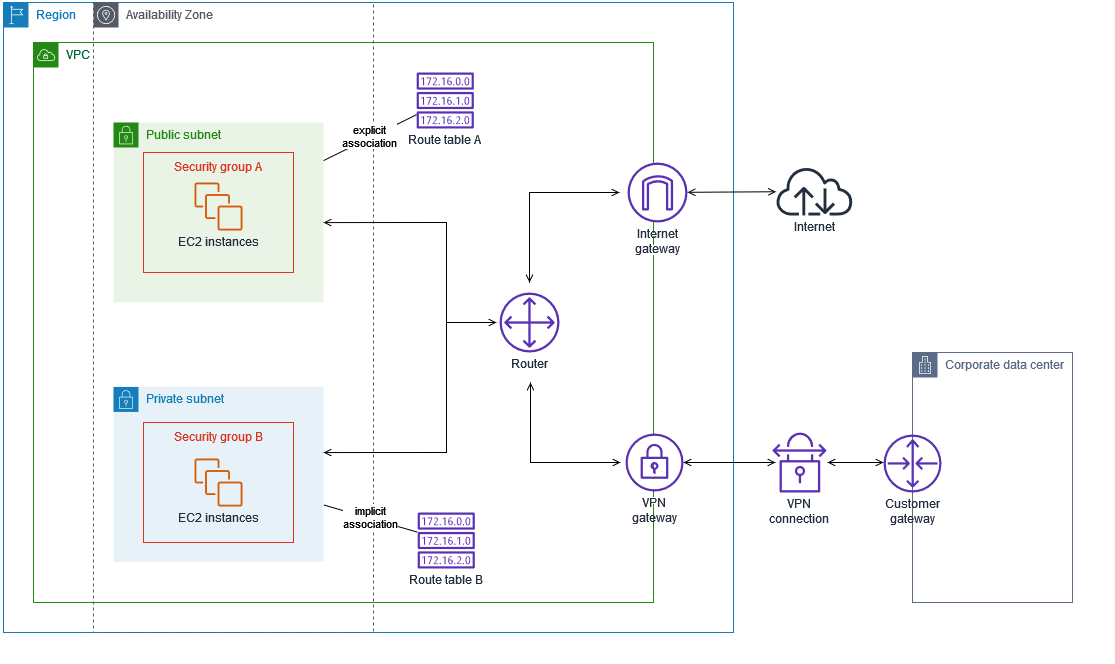 Region
Availability Zone
VPC
172.16.0.0
172.16.1.0
172.16.2.0
Route table A
explicit
association
Public subnet
Security group A
EC2 instances
Internet
gateway
Internet
Router
Corporate data center
Private subnet
Security group B
EC2 instances
implicit
association
172.16.0.0
172.16.1.0
172.16.2.0
Route table B
VPN
gateway
VPN
connection
Customer
gateway